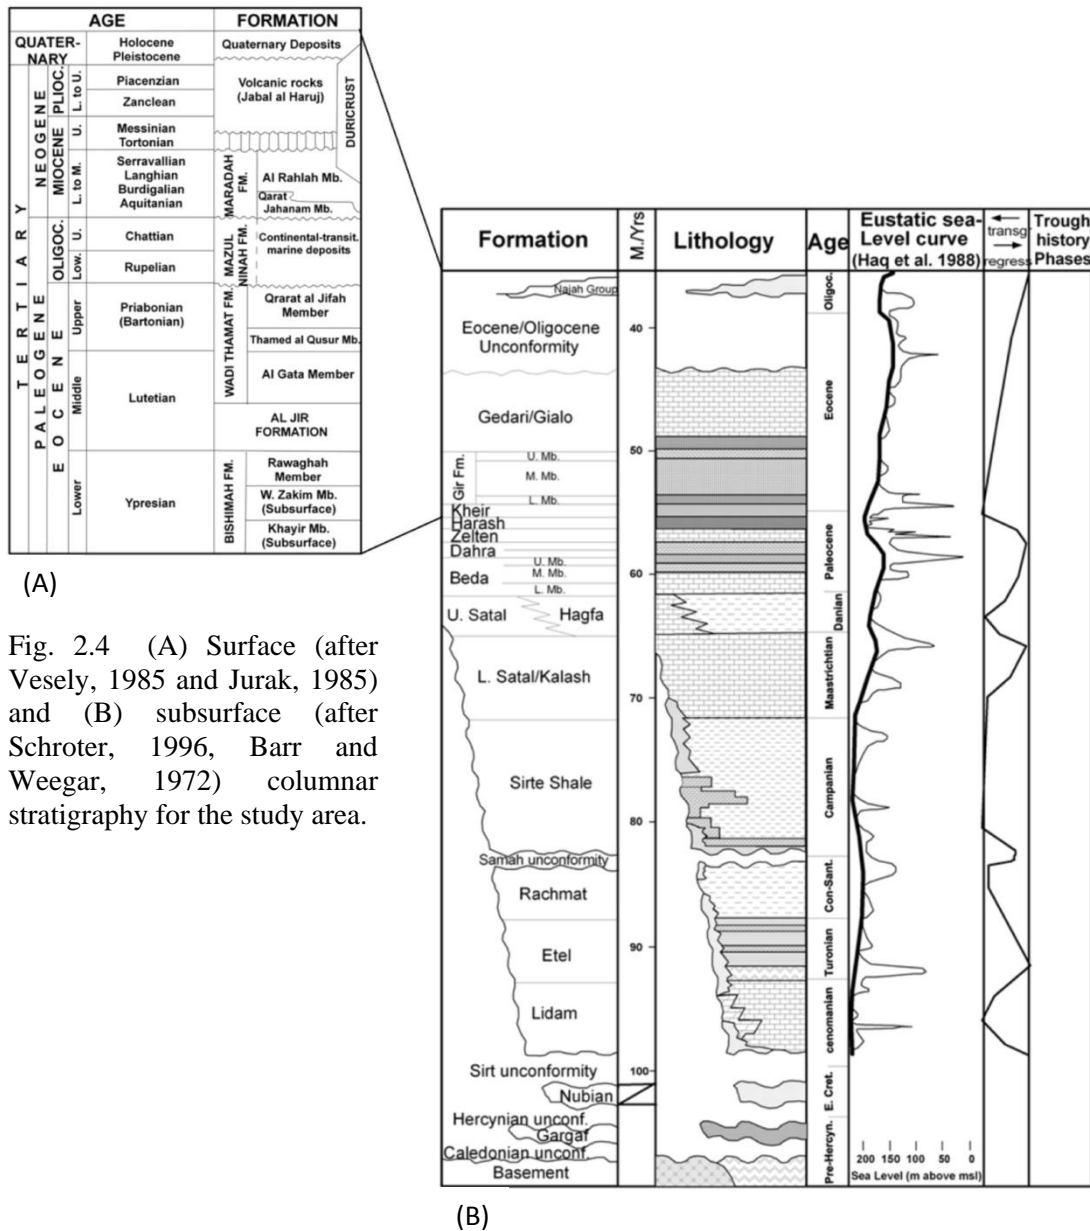 AGE FORMATION
QUATER-
NARY
Holocene
Pleistocene
Quaternary Deposits
TERTIARY
NEOGENE
PLIOC.
L. to U.
Piacenzian
Zanclean
Volcanic rocks
(Jabal al Haruj)
DURICRUST
MIOCENE
U.
Messinian
Tortonian
L. to M.
Serravallian
Langhian
Burdigalian
Aquitanian
MARADAH
FM.
Al Rahlah Mb.
Qarat
Jahanam Mb.
PALEOGENE
OLIGOC.
U.
Chattian
Low.
Rupelian
MAZUL
NINAH FM.
Continental-transit.
marine deposits
EOCENE
Upper
Priabonian
(Bartonian)
WADI THAMAT FM.
Qrarat al Jifah
Member
Thamed al Qusur Mb.
Middle
Lutetian
Al Gata Member
AL JIR
FORMATION
Lower
Ypresian
BISHIMAH FM.
Rawaghah
Member
W. Zakim Mb.
(Subsurface)
Khayir Mb.
(Subsurface)
(A)
Fig. 2.4 (A) Surface (after
Vesely, 1985 and Jurak, 1985)
and (B) subsurface (after
Schroter, 1996, Barr and
Weegar, 1972) columnar
stratigraphy for the study area.
Formation
M./Yrs
Lithology
Age
Eustatic sea-
Level curve
(Haq et al. 1988)
transgr
regress
Trough
history
Phases
Najah Group
Eocene/Oligocene
Unconformity
Gedari/Gialo
Gir Fm.
U. Mb.
M. Mb.
L. Mb.
Kheir
Harash
Zelten
Dahra
Beda
U. Mb.
M. Mb.
L. Mb.
U. Satal
Hagfa
L. Satal/Kalash
Sirte Shale
Samah unconformity
Rachmat
Etel
Lidam
Sirt unconformity
Nubian
Hercynian unconf.
Gargaf
Caledonian unconf.
Basement
40
50
60
70
80
90
100
Oligoc.
Eocene
Paleocene
Danian
Maastrichtian
Campanian
Con-Sant.
Turonian
cenomanian
E. Cret.
Pre-Hercyn.
200 150 100 50 0
Sea Level (m above msl)
(B)